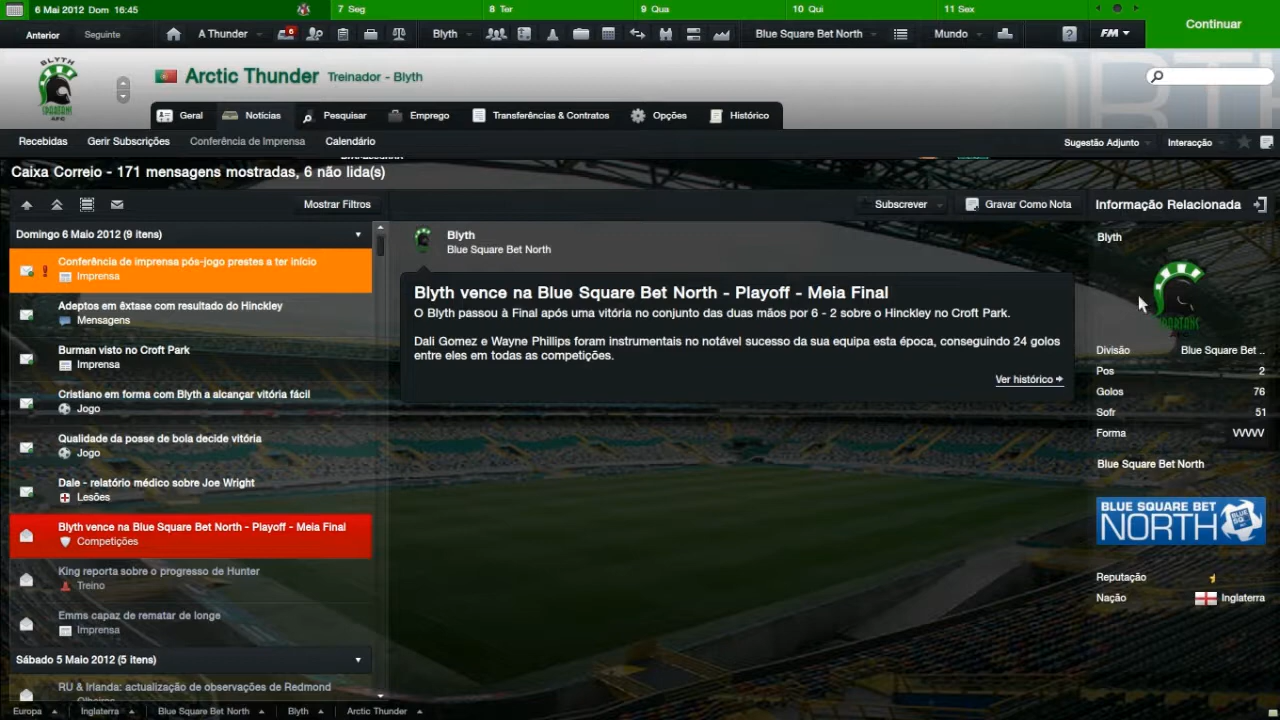 6 Mai 2012 Dom 16:45
7 Seg
8 Ter
9 Qua
10 Qui
11 Sex
Continuar
Anterior
Seguinte
A Thunder
6
Blyth
Blue Square Bet North
Mundo
?
FM
BLYTH
SPARTANS
Arctic Thunder
Treinador - Blyth
Geral
Notícias
Pesquisar
Emprego
Transferências & Contratos
Opções
Histórico
Recebidas
Gerir Subscrições
Conferência de Imprensa
Calendário
Sugestão Adjunto
Interacção
Caixa Correio - 171 mensagens mostradas, 6 não lida(s)
Mostrar Filtros
Subscrever
Gravar Como Nota
Informação Relacionada
Domingo 6 Maio 2012 (9 itens)
Conferência de imprensa pós-jogo prestes a ter início
Imprensa
Adeptos em êxtase com resultado do Hinckley
Mensagens
Burman visto no Croft Park
Imprensa
Cristiano em forma com Blyth a alcançar vitória fácil
Jogo
Qualidade da posse de bola decide vitória
Jogo
Dale - relatório médico sobre Joe Wright
Lesões
Blyth vence na Blue Square Bet North - Playoff - Meia Final
Competições
King reporta sobre o progresso de Hunter
Treino
Emms capaz de rematar de longe
Imprensa
Sábado 5 Maio 2012 (5 itens)
RU & Irlanda: actualização de observações de Redmond
Blyth
Blue Square Bet North
Blyth vence na Blue Square Bet North - Playoff - Meia Final
O Blyth passou à Final após uma vitória no conjunto das duas mãos por 6 - 2 sobre o Hinckley no Croft Park.
Dali Gomez e Wayne Phillips foram instrumentais no notável sucesso da sua equipa esta época, conseguindo 24 golos
entre eles em todas as competições.
Ver histórico
Blyth
SPARTANS
Divisão Blue Square Bet ..
Pos 2
Golos 76
Sofr 51
Forma VVVVV
Blue Square Bet North
BLUE SQUARE BET
NORTH
Reputação
Nação Inglaterra
Europa
Inglaterra
Blue Square Bet North
Blyth
Arctic Thunder